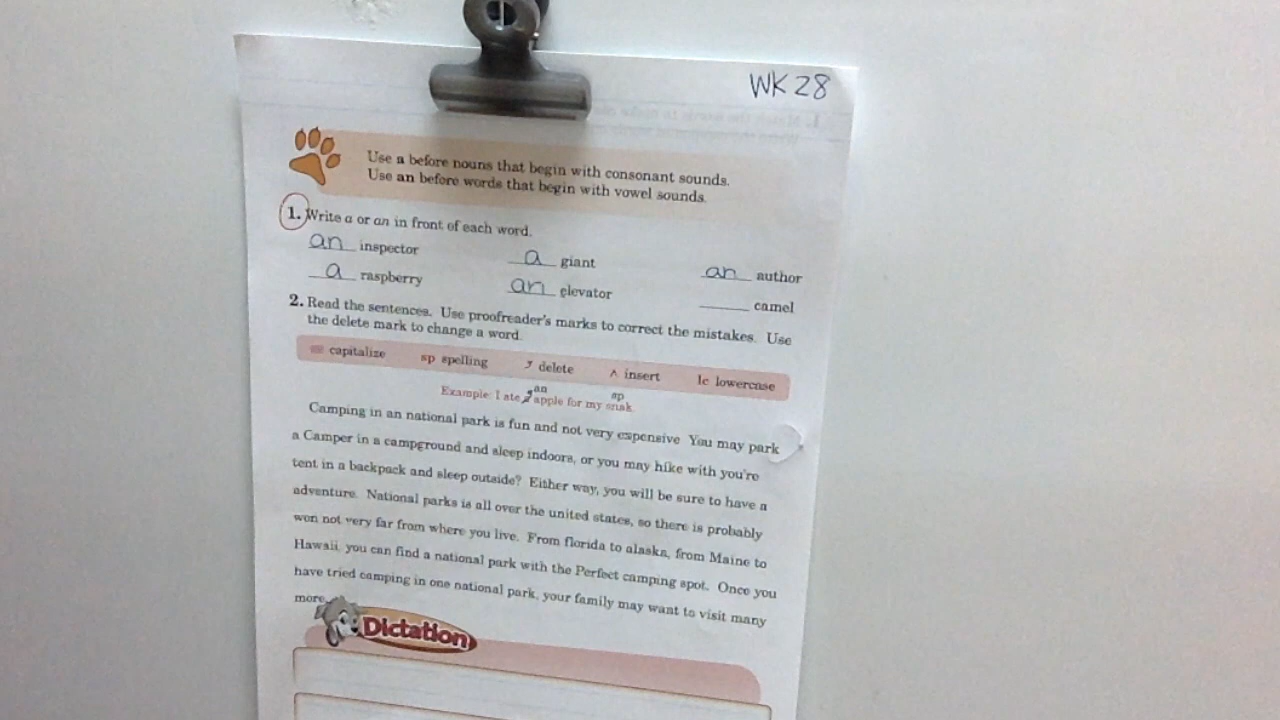 WK 28
Use a before nouns that begin with consonant sounds.
Use an before words that begin with vowel sounds.
1. Write a or an in front of each word.
an inspector a giant an author
a raspberry an elevator camel
2. Read the sentences. Use proofreader's marks to correct the mistakes. Use
the delete mark to change a word.
capitalize sp spelling delete ^ insert lc lowercase
an sp
Example: I ate a apple for my snak.
Camping in an national park is fun and not very expensive You may park
a Camper in a campground and sleep indoors, or you may hike with you're
tent in a backpack and sleep outside? Either way, you will be sure to have a
adventure. National parks is all over the united states, so there is probably
won not very far from where you live. From florida to alaska, from Maine to
Hawaii, you can find a national park with the Perfect camping spot. Once you
have tried camping in one national park, your family may want to visit many
more.
Dictation